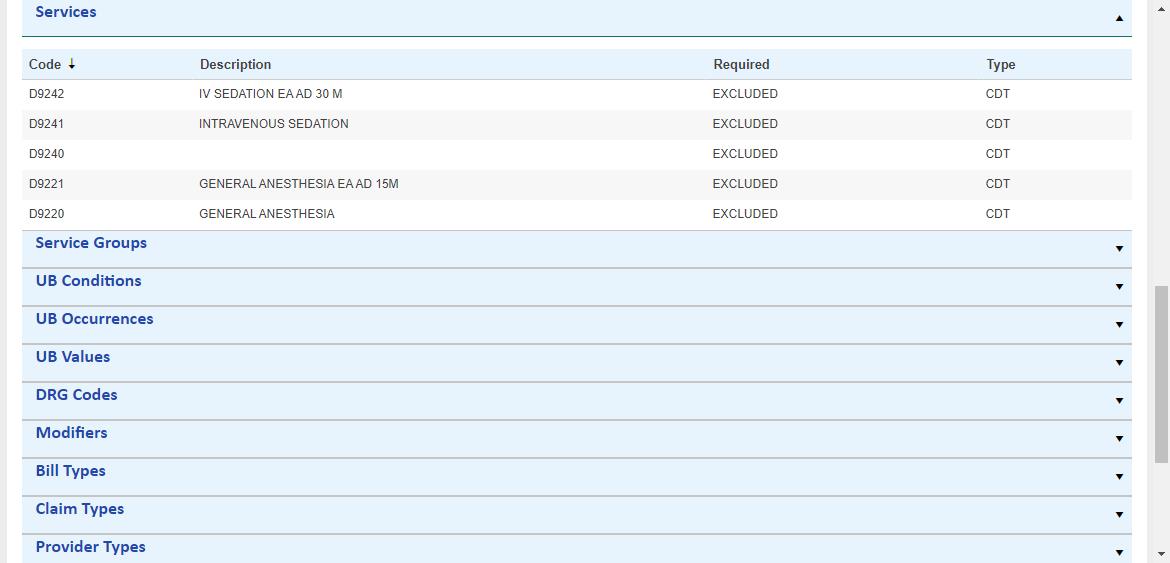 Services
Code Description Required Type
D9242 IV SEDATION EA AD 30 M EXCLUDED CDT
D9241 INTRAVENOUS SEDATION EXCLUDED CDT
D9240 EXCLUDED CDT
D9221 GENERAL ANESTHESIA EA AD 15M EXCLUDED CDT
D9220 GENERAL ANESTHESIA EXCLUDED CDT
Service Groups
UB Conditions
UB Occurrences
UB Values
DRG Codes
Modifiers
Bill Types
Claim Types
Provider Types